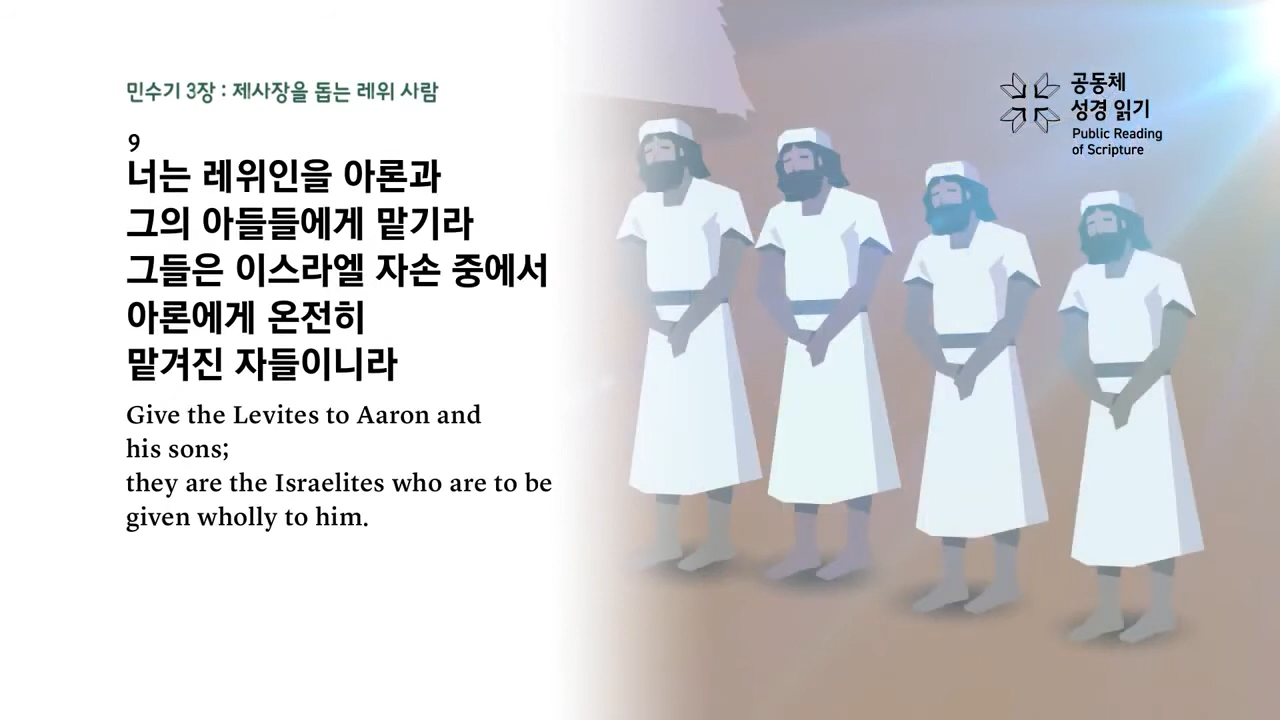 민수기 3장 : 제사장을 돕는 레위 사람
9
너는 레위인을 아론과
그의 아들들에게 맡기라
그들은 이스라엘 자손 중에서
아론에게 온전히
맡겨진 자들이니라
Give the Levites to Aaron and
his sons;
they are the Israelites who are to be
given wholly to him.
공동체
성경 읽기
Public Reading
of Scripture